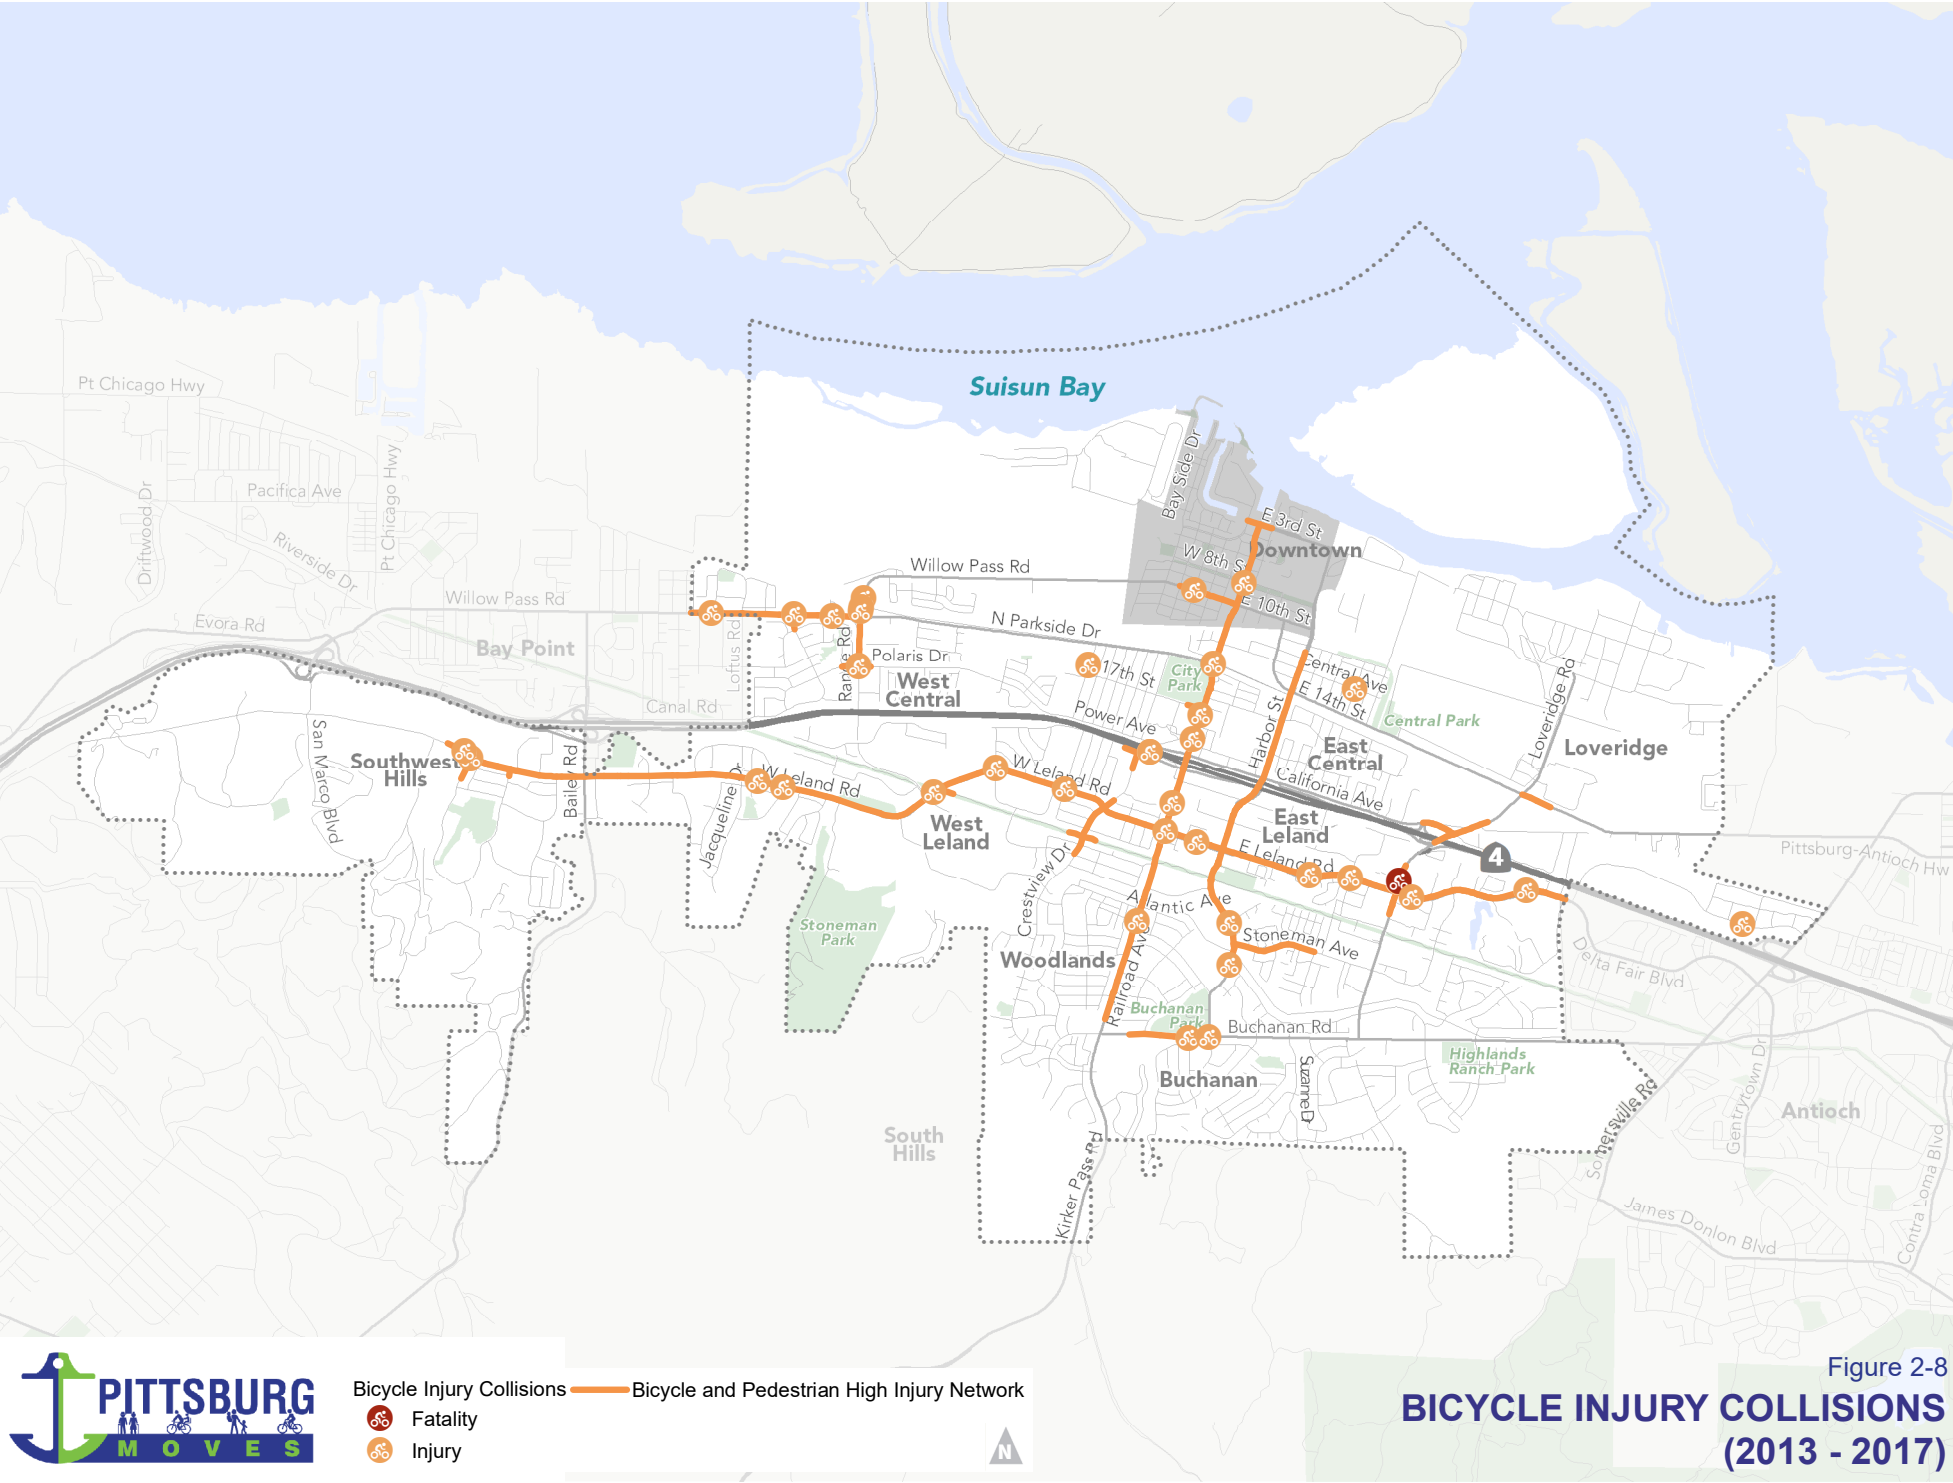 Suisun Bay
Pt Chicago Hwy
Pt Chicago Hwy
Pacifica Ave
Driftwood Dr
Riverside Dr
Bay Side Dr
E 3rd St
Downtown
W 8th S
Willow Pass Rd
Willow Pass Rd
E 10th St
Evora Rd
N Parkside Dr
Bay Point
Loftus Rd
Polaris Dr
17th St
City
Park
Central Ave
E 14th St
Loveridge Rd
West
Central
Canal Rd
Power Ave
Central Park
Harbor St
East
Central
Loveridge
San Marco Blvd
Southwest
Hills
Bailey Rd
W Leland Rd
W Leland Rd
California Ave
Jacqueline Dr
West
Leland
East
Leland
E Leland Rd
4
Pittsburg-Antioch Hw
Crestview Dr
Atlantic Ave
Stoneman
Park
Stoneman Ave
Woodlands
Railroad Av
Delta Fair Blvd
Buchanan
Park
Buchanan Rd
Highlands
Ranch Park
Buchanan
Suzanne Dr
Somersville Rd
Gentrytown Dr
Antioch
South
Hills
Kirker Pass Rd
James Donlon Blvd
Contra Loma Blvd
PITTSBURG
MOVES
Bicycle Injury Collisions
Fatality
Injury
Bicycle and Pedestrian High Injury Network
N
Figure 2-8
BICYCLE INJURY COLLISIONS
(2013 - 2017)